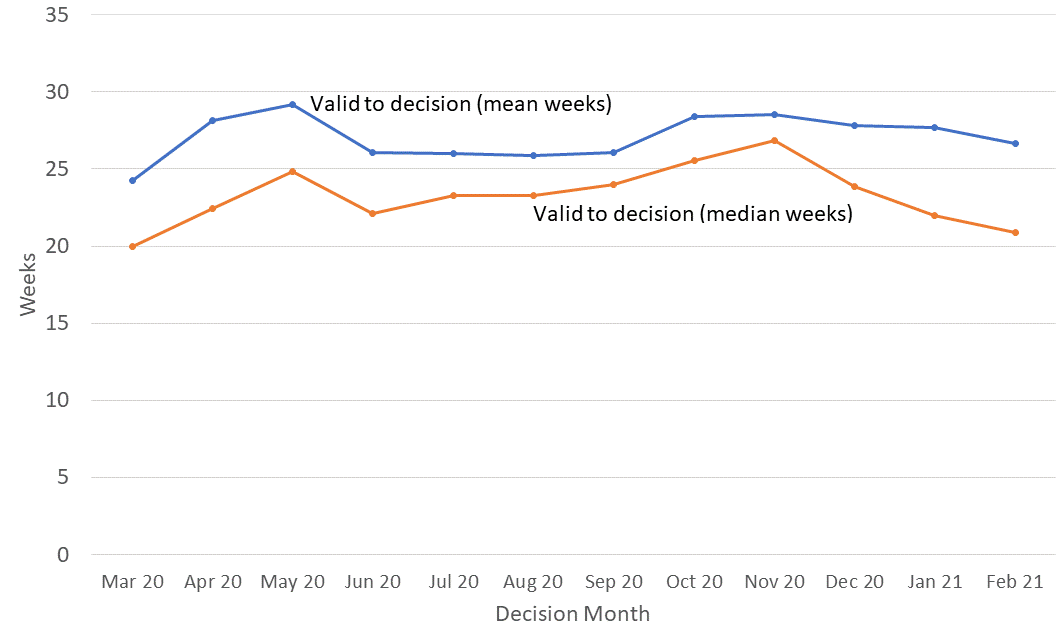 35
30
Valid to decision (mean weeks)
25
Valid to decision (median weeks)
20
Weeks
15
10
5
0
Mar 20 Apr 20 May 20 Jun 20 Jul 20 Aug 20 Sep 20 Oct 20 Nov 20 Dec 20 Jan 21 Feb 21
Decision Month